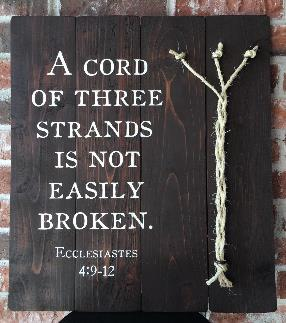 A CORD
OF THREE
STRANDS
IS NOT
EASILY
BROKEN.
ECCLESIASTES
4:9-12